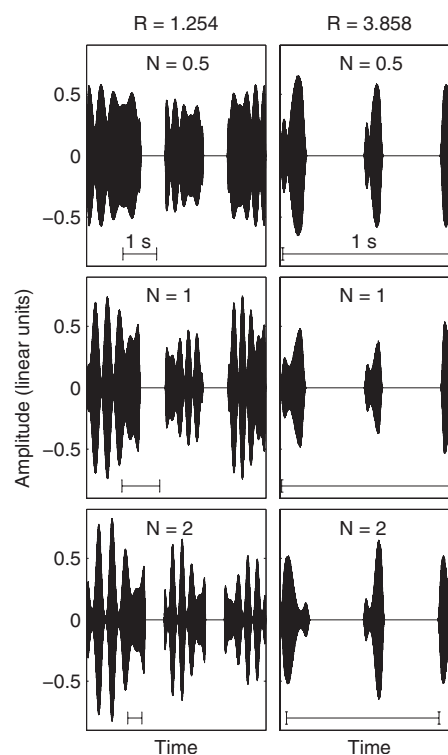 R = 1.254 R = 3.858
N = 0.5 N = 0.5
0.5
0
−0.5
1 s 1 s
N = 1 N = 1
0.5
0
−0.5
Amplitude (linear units)
N = 2 N = 2
0.5
0
−0.5
Time Time